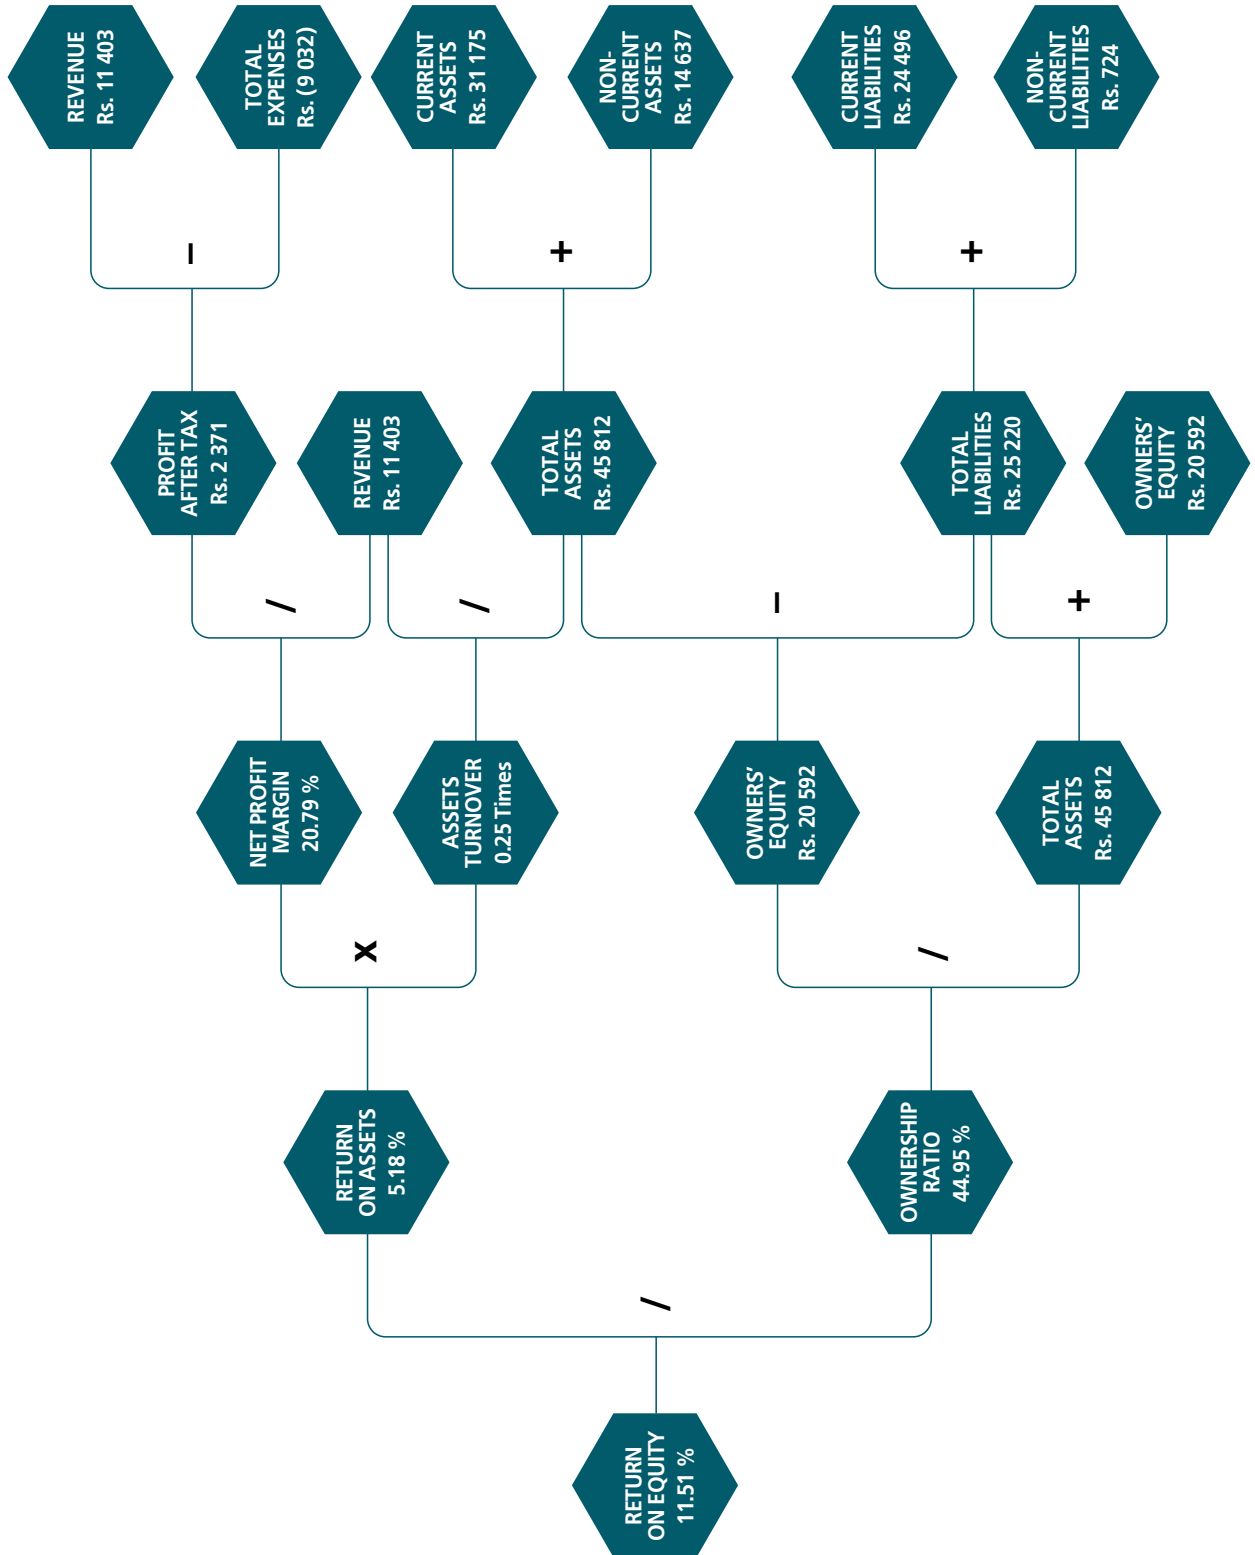 REVENUE
Rs. 11 403
TOTAL
EXPENSES
Rs. (9 032)
CURRENT
ASSETS
Rs. 31 175
NON-
CURRENT
ASSETS
Rs. 14 637
CURRENT
LIABILITIES
Rs. 24 496
NON-
CURRENT
LIABILITIES
Rs. 724
–
+
+
PROFIT
AFTER TAX
Rs. 2 371
REVENUE
Rs. 11 403
TOTAL
ASSETS
Rs. 45 812
TOTAL
LIABILITIES
Rs. 25 220
OWNERS'
EQUITY
Rs. 20 592
/
/
–
+
NET PROFIT
MARGIN
20.79 %
ASSETS
TURNOVER
0.25 Times
OWNERS'
EQUITY
Rs. 20 592
TOTAL
ASSETS
Rs. 45 812
x
/
RETURN
ON ASSETS
5.18 %
OWNERSHIP
RATIO
44.95 %
/
RETURN
ON EQUITY
11.51 %